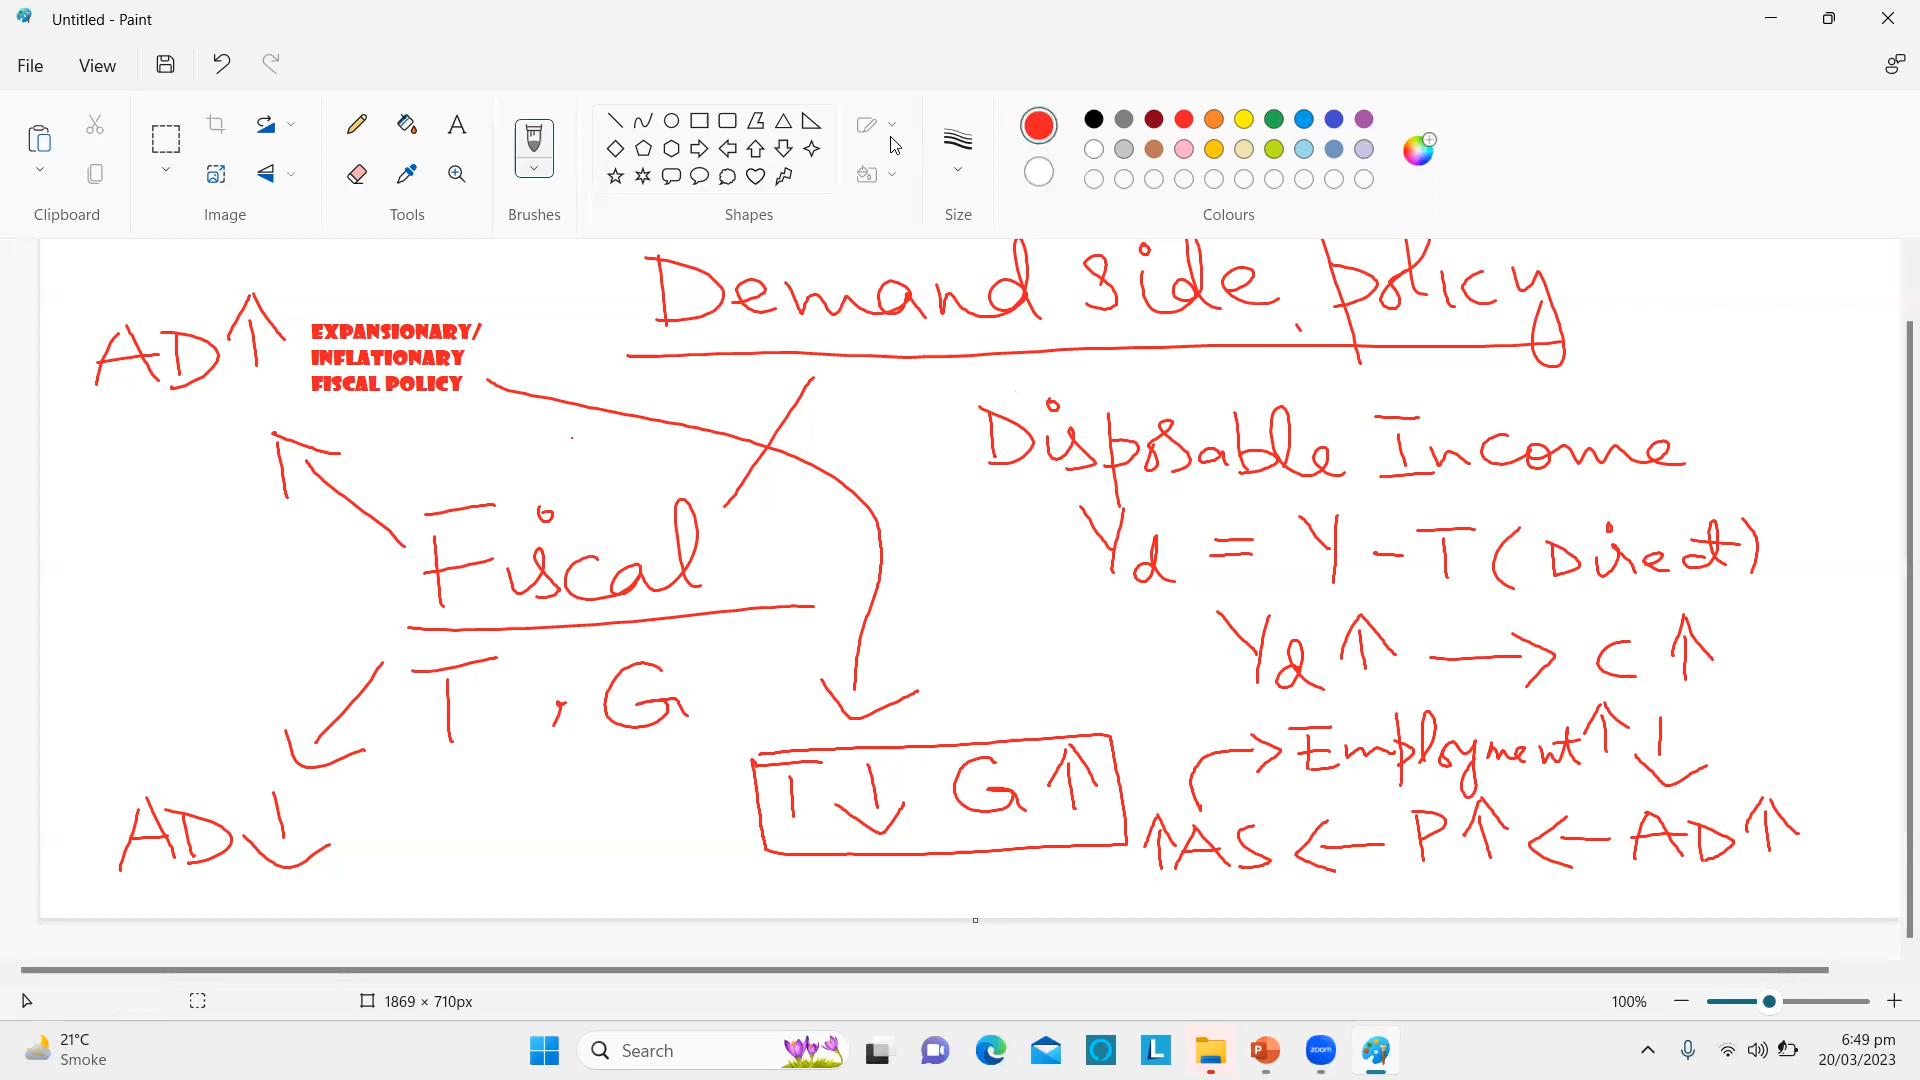 Untitled - Paint
File
View
Clipboard
Image
Tools
Brushes
Shapes
Size
Colours
Demand side policy
AD↑
EXPANSIONARY/
INFLATIONARY
FISCAL POLICY
Disposable Income
Fiscal
Yd = Y - T (Direct)
T , G
Yd ↑ → C ↑
Employment ↑ ↓
T ↓ G ↑
AD ↓
↑AS ← P↑ ← AD↑
1869 × 710px
100%
21°C
Smoke
Search
L
P
zoom
6:49 pm
20/03/2023